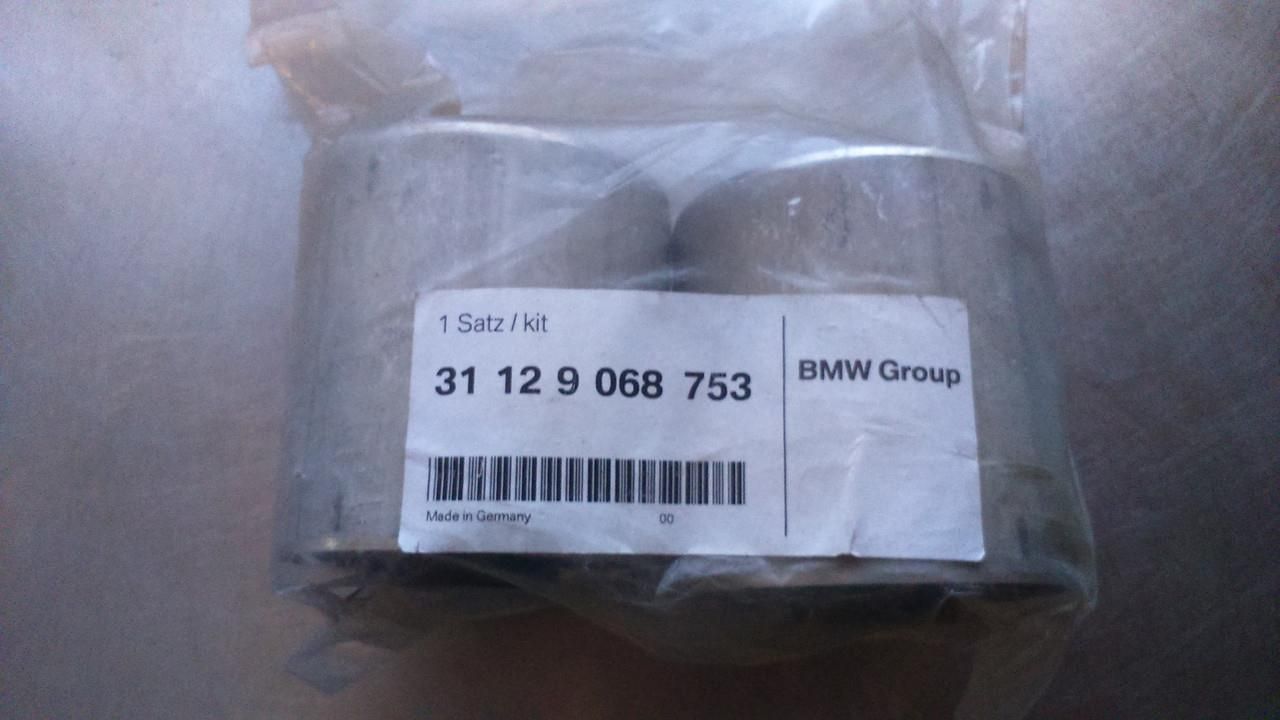 1 Satz / kit
31 12 9 068 753
BMW Group
Made in Germany
00